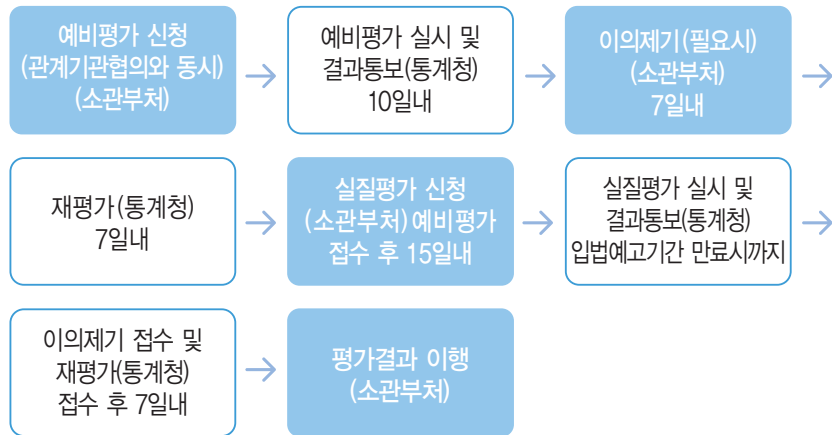 예비평가 신청
(관계기관협의와 동시)
(소관부처)
예비평가 실시 및
결과통보(통계청)
10일내
이의제기(필요시)
(소관부처)
7일내
재평가(통계청)
7일내
실질평가 신청
(소관부처)예비평가
접수 후 15일내
실질평가 실시 및
결과통보(통계청)
입법예고기간 만료시까지
이의제기 접수 및
재평가(통계청)
접수 후 7일내
평가결과 이행
(소관부처)